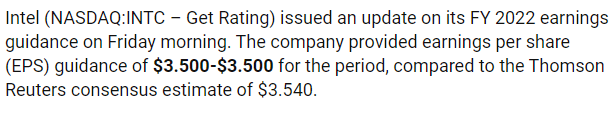 Intel (NASDAQ:INTC – Get Rating) issued an update on its FY 2022 earnings
guidance on Friday morning. The company provided earnings per share
(EPS) guidance of $3.500-$3.500 for the period, compared to the Thomson
Reuters consensus estimate of $3.540.